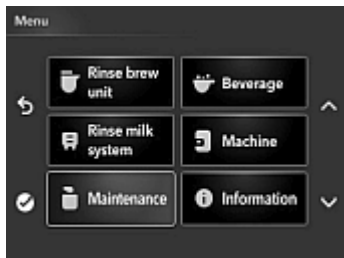 Menu
Rinse brew
unit
Beverage
Rinse milk
system
Machine
Maintenance
Information